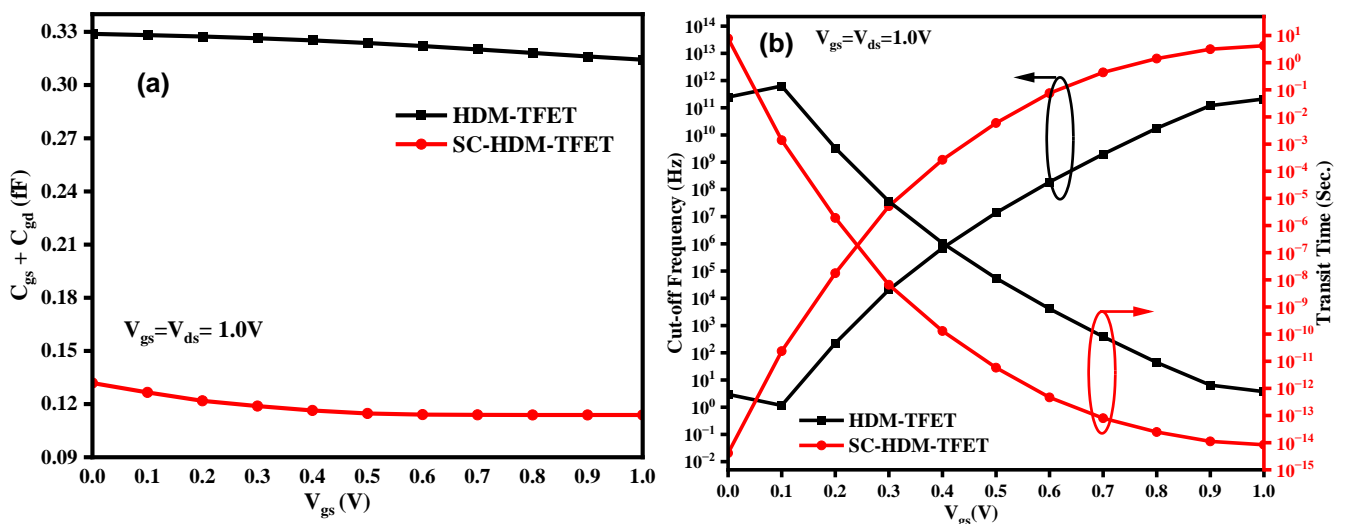 (a)
HDM-TFET
SC-HDM-TFET
V_gs=V_ds= 1.0V
C_gs + C_gd (fF)
0.33
0.30
0.27
0.24
0.21
0.18
0.15
0.12
0.09
0.0 0.1 0.2 0.3 0.4 0.5 0.6 0.7 0.8 0.9 1.0
V_gs (V)
(b)
V_gs=V_ds=1.0V
Cut-off Frequency (Hz)
10^14
10^13
10^12
10^11
10^10
10^9
10^8
10^7
10^6
10^5
10^4
10^3
10^2
10^1
10^0
10^-1
10^-2
HDM-TFET
SC-HDM-TFET
10^1
10^0
10^-1
10^-2
10^-3
10^-4
10^-5
10^-6
10^-7
10^-8
10^-9
10^-10
10^-11
10^-12
10^-13
10^-14
10^-15
Transit Time (Sec.)
0.0 0.1 0.2 0.3 0.4 0.5 0.6 0.7 0.8 0.9 1.0
V_gs(V)